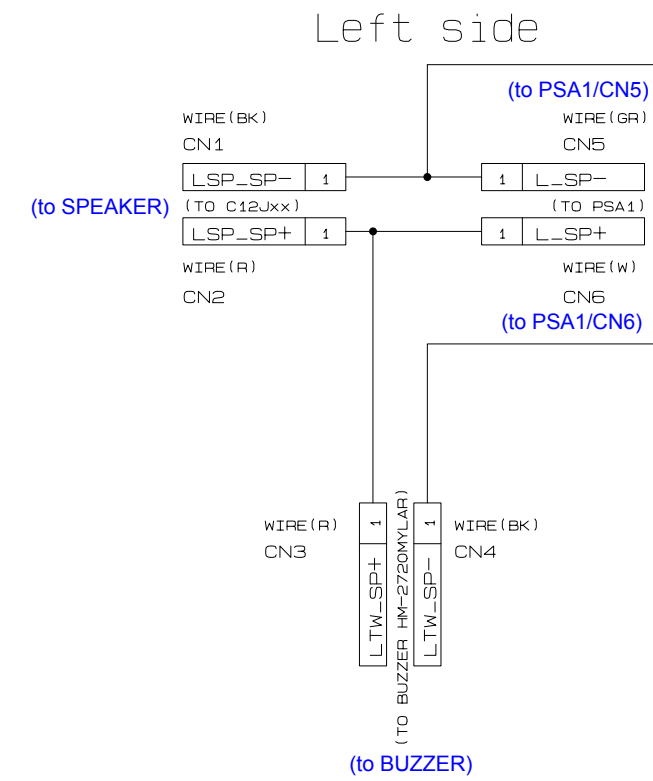 Left side
(to PSA1/CN5)
WIRE(BK)
WIRE(GR)
CN1
CN5
LSP_SP- 1
1 L_SP-
(to SPEAKER)
(TO C12Jxx)
(TO PSA1)
LSP_SP+ 1
1 L_SP+
WIRE(R)
WIRE(W)
CN2
CN6
(to PSA1/CN6)
WIRE(R)
CN3
1
LTW_SP+
(TO BUZZER HM-2720MYLAR)
1
LTW_SP-
WIRE(BK)
CN4
(to BUZZER)